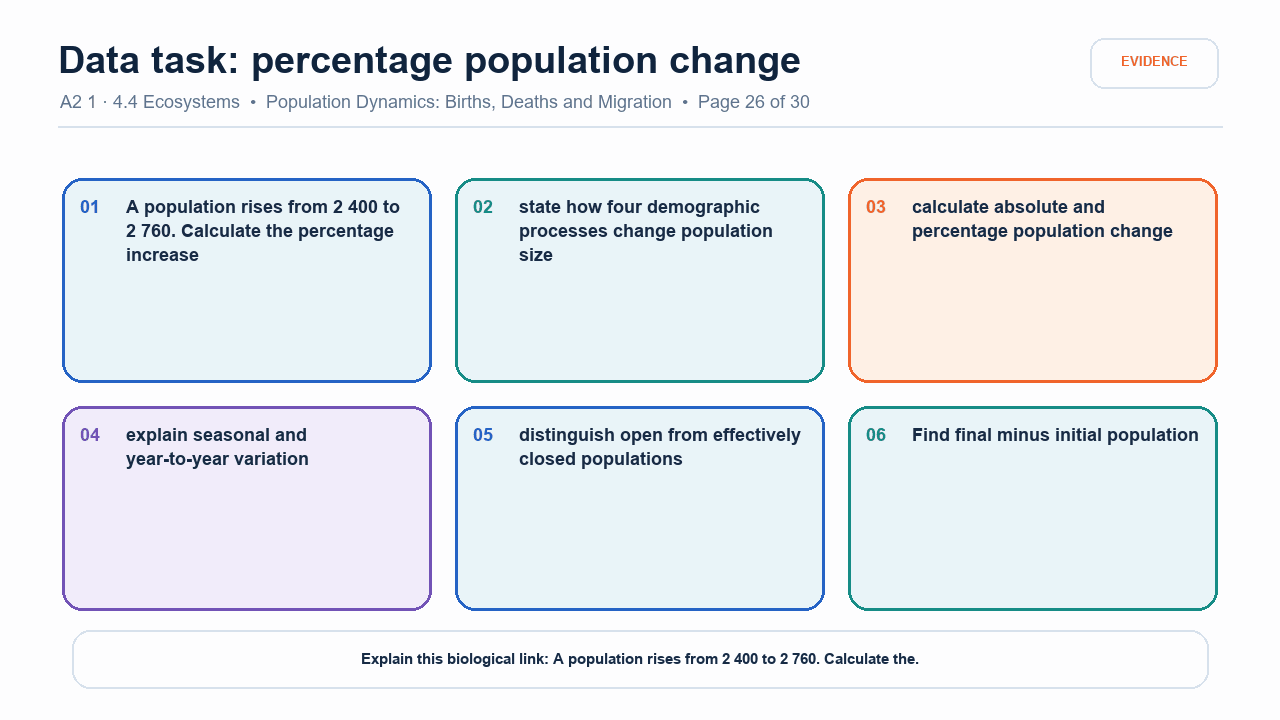 Data task: percentage population change
EVIDENCE
A2 1 · 4.4 Ecosystems • Population Dynamics: Births, Deaths and Migration • Page 26 of 30
01 A population rises from 2 400 to
2 760. Calculate the percentage
increase
02 state how four demographic
processes change population
size
03 calculate absolute and
percentage population change
04 explain seasonal and
year-to-year variation
05 distinguish open from effectively
closed populations
06 Find final minus initial population
Explain this biological link: A population rises from 2 400 to 2 760. Calculate the.